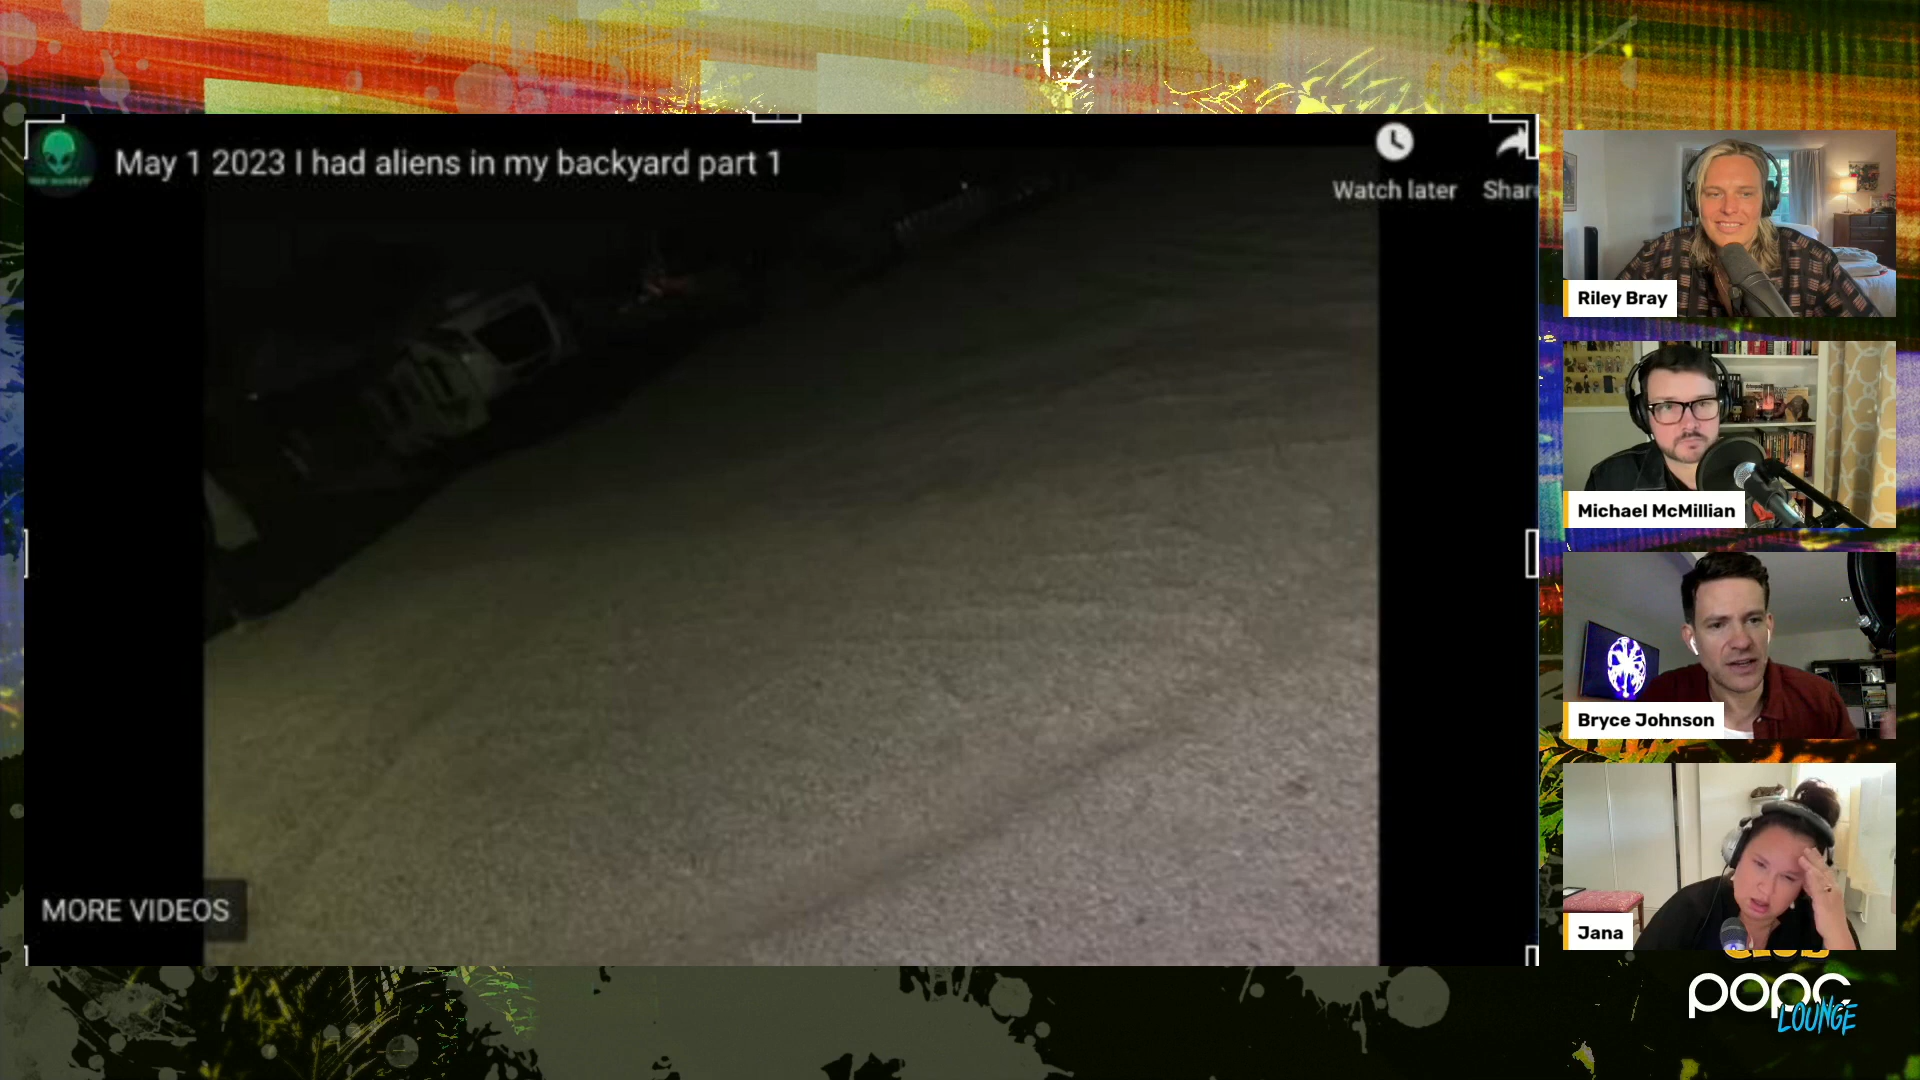 May 1 2023 I had aliens in my backyard part 1
Watch later
Shar
MORE VIDEOS
Riley Bray
Michael McMillian
Bryce Johnson
Jana
CLUB
popc
LOUNGE